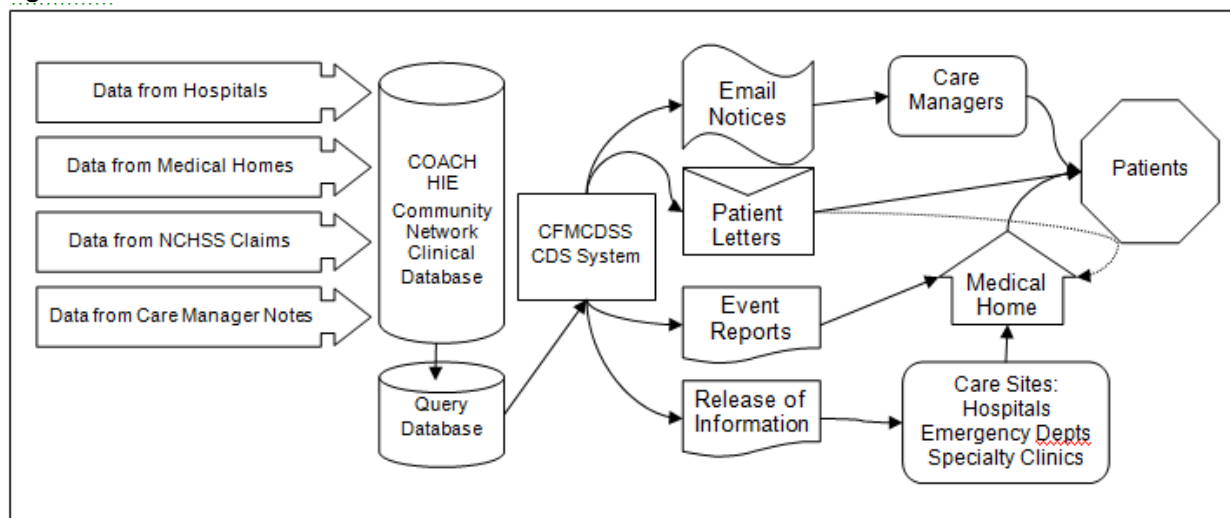 Data from Hospitals
Data from Medical Homes
Data from NCHSS Claims
Data from Care Manager Notes
COACH
HIE
Community
Network
Clinical
Database
Query
Database
CFMCDSS
CDS System
Email
Notices
Patient
Letters
Event
Reports
Release of
Information
Care
Managers
Patients
Medical
Home
Care Sites:
Hospitals
Emergency Depts
Specialty Clinics